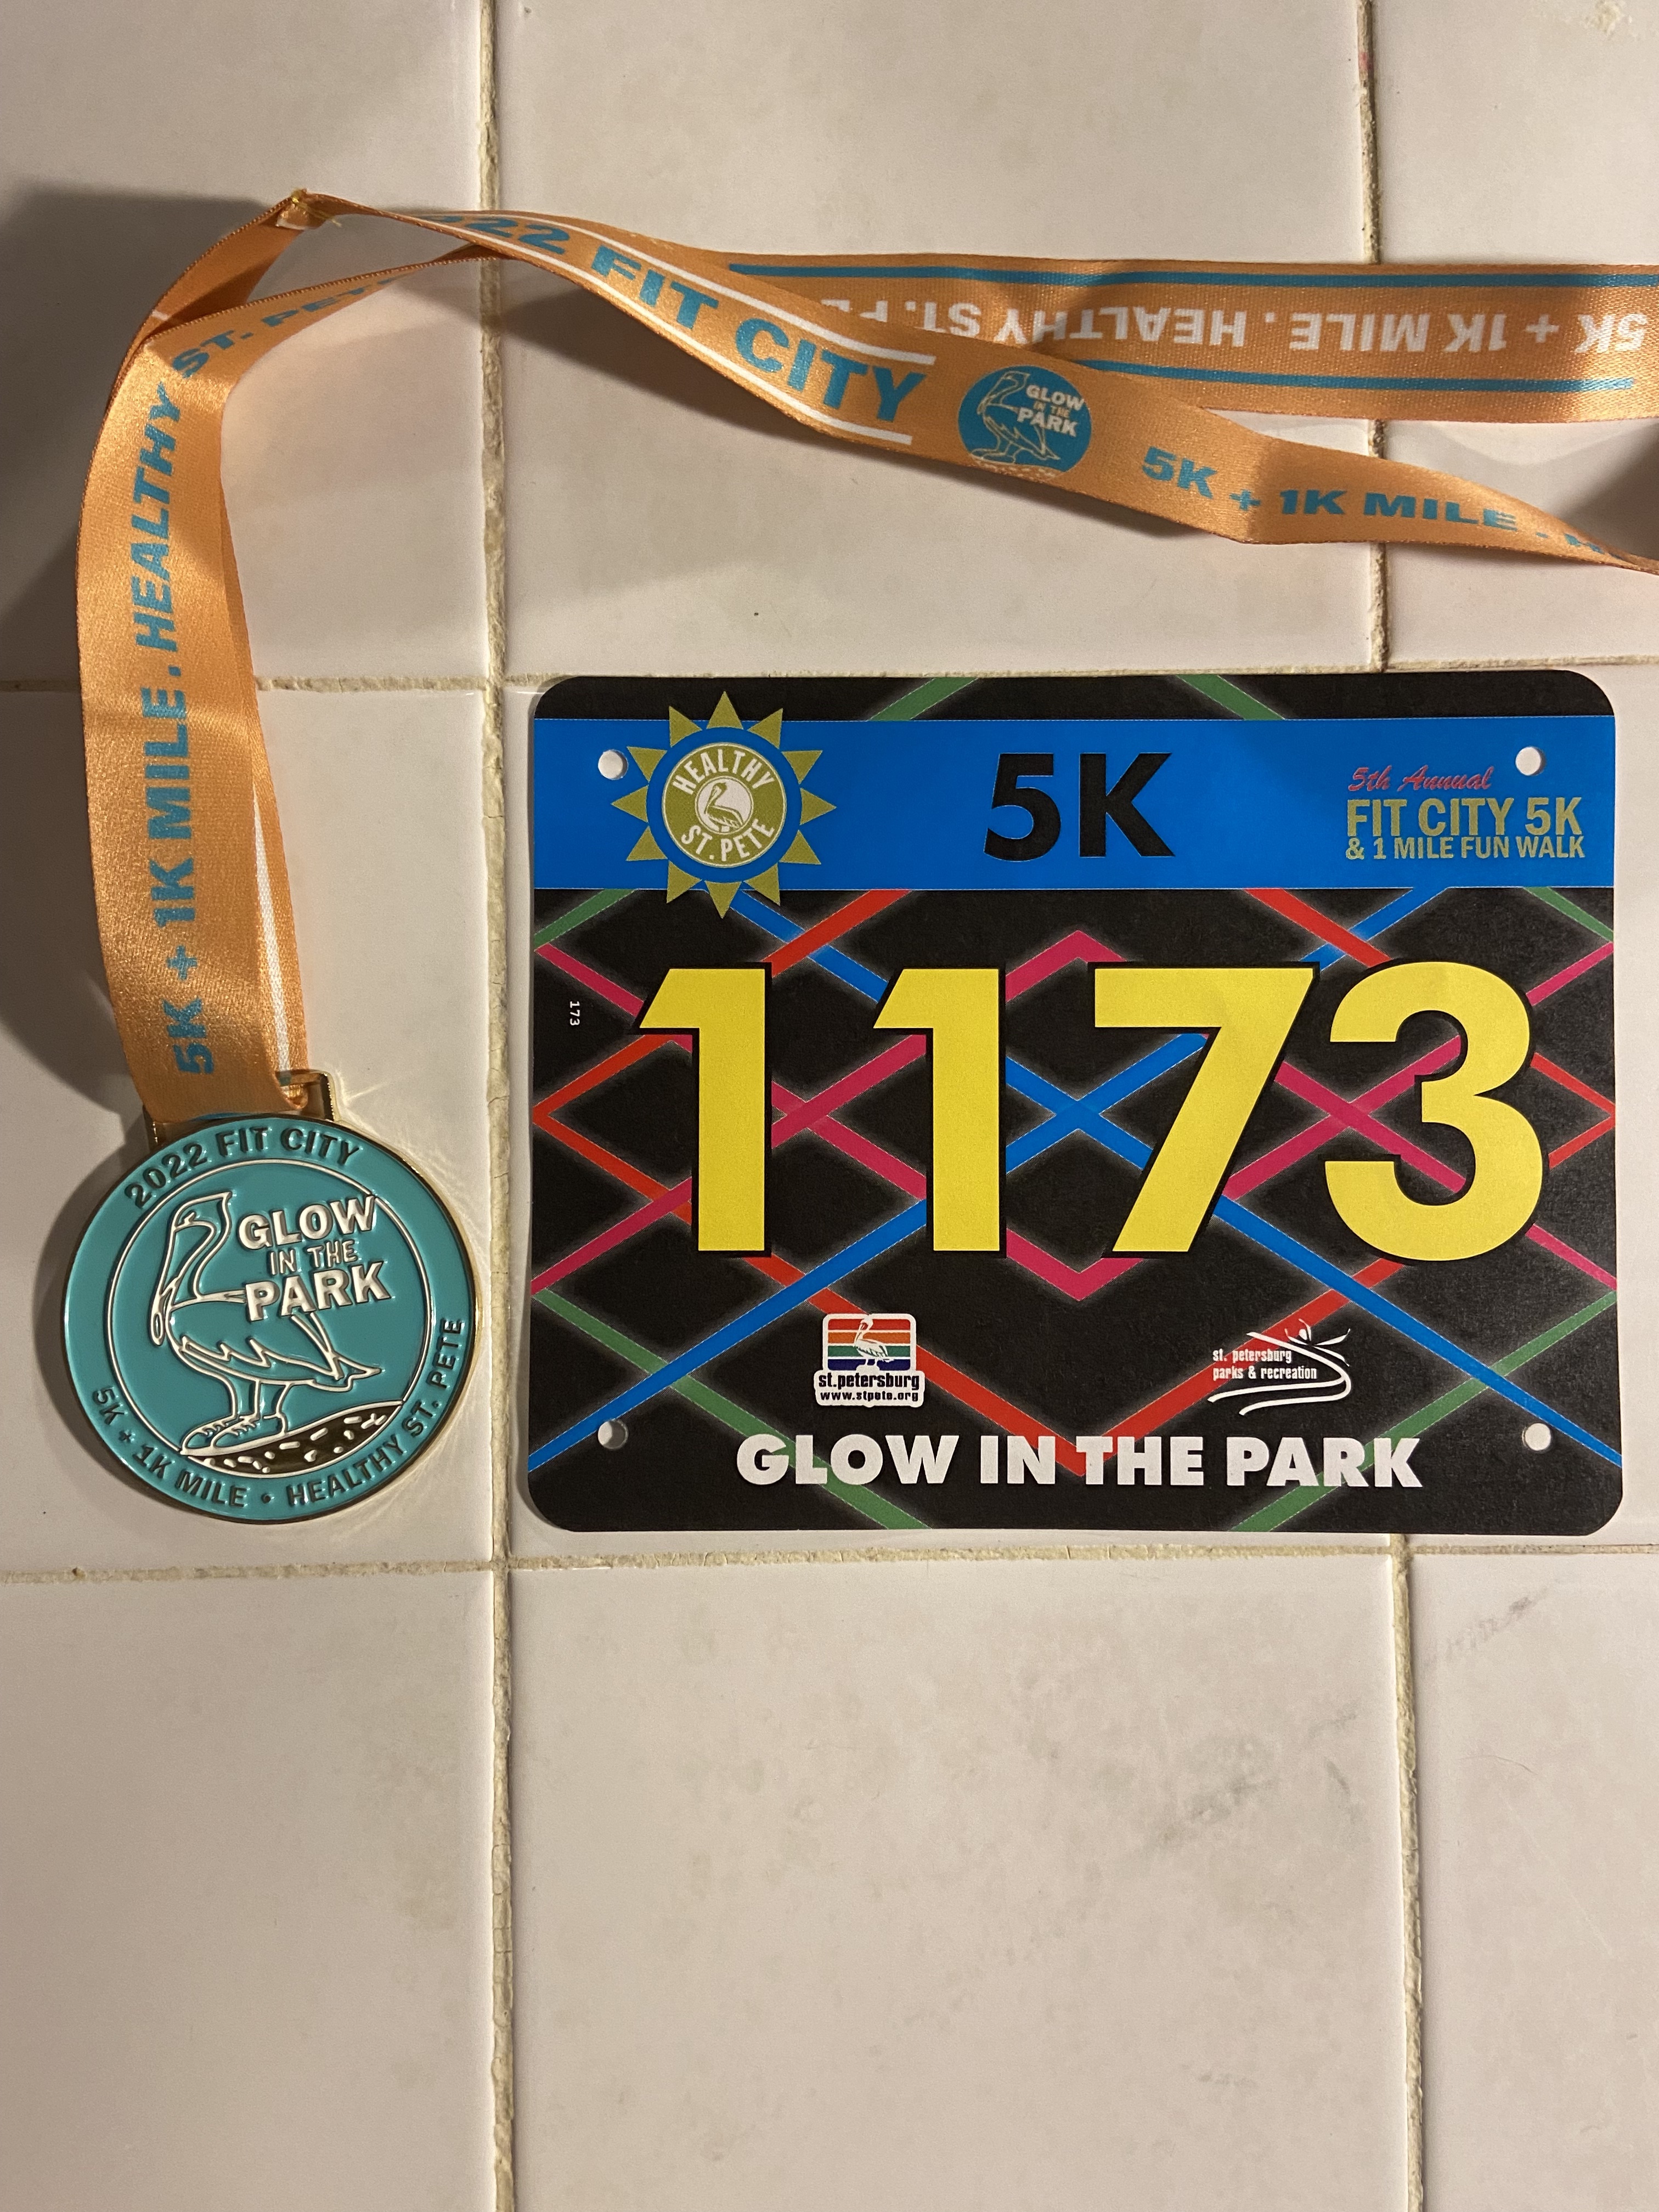 22 FIT CITY
GLOW
IN THE
PARK
5K + 1K MILE .
5K + 1K MILE . HEALTHY ST. PE
5K + 1K MILE . HEALTHY ST. PETE
2022 FIT CITY
GLOW
IN THE
PARK
5K + 1K MILE • HEALTHY ST. PETE
HEALTHY
ST. PETE
5K
5th Annual
FIT CITY 5K
& 1 MILE FUN WALK
173
1173
st.petersburg
www.stpete.org
st. petersburg
parks & recreation
GLOW IN THE PARK